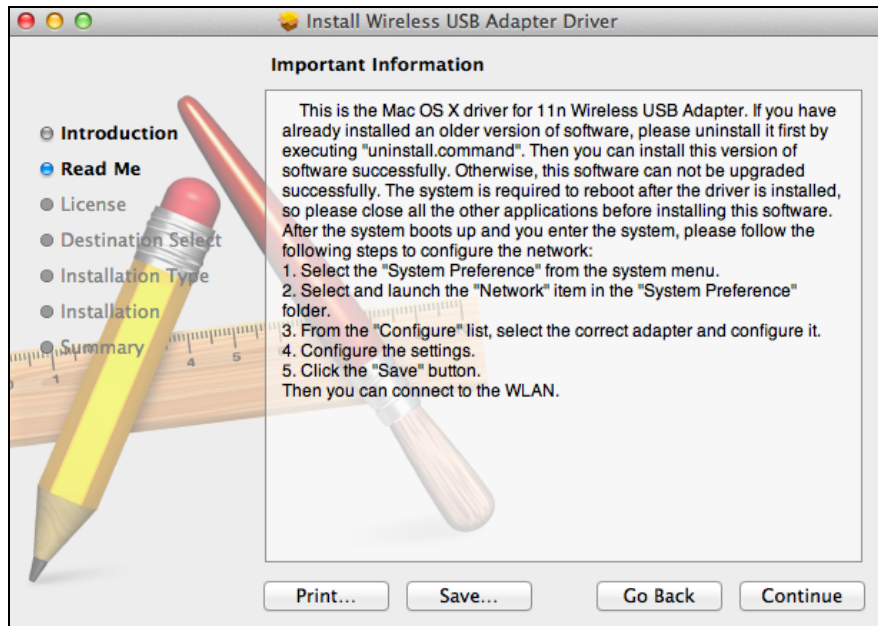 Install Wireless USB Adapter Driver
Important Information
Introduction
Read Me
License
Destination Select
Installation Type
Installation
Summary
This is the Mac OS X driver for 11n Wireless USB Adapter. If you have
already installed an older version of software, please uninstall it first by
executing "uninstall.command". Then you can install this version of
software successfully. Otherwise, this software can not be upgraded
successfully. The system is required to reboot after the driver is installed,
so please close all the other applications before installing this software.
After the system boots up and you enter the system, please follow the
following steps to configure the network:
1. Select the "System Preference" from the system menu.
2. Select and launch the "Network" item in the "System Preference"
folder.
3. From the "Configure" list, select the correct adapter and configure it.
4. Configure the settings.
5. Click the "Save" button.
Then you can connect to the WLAN.
1
4
5
Print...
Save...
Go Back
Continue